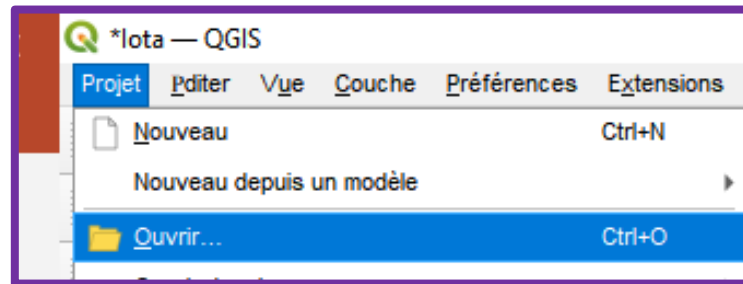 *Iota — QGIS
Projet Pditer Vue Couche Préférences Extensions
Nouveau Ctrl+N
Nouveau depuis un modèle
Ouvrir... Ctrl+O